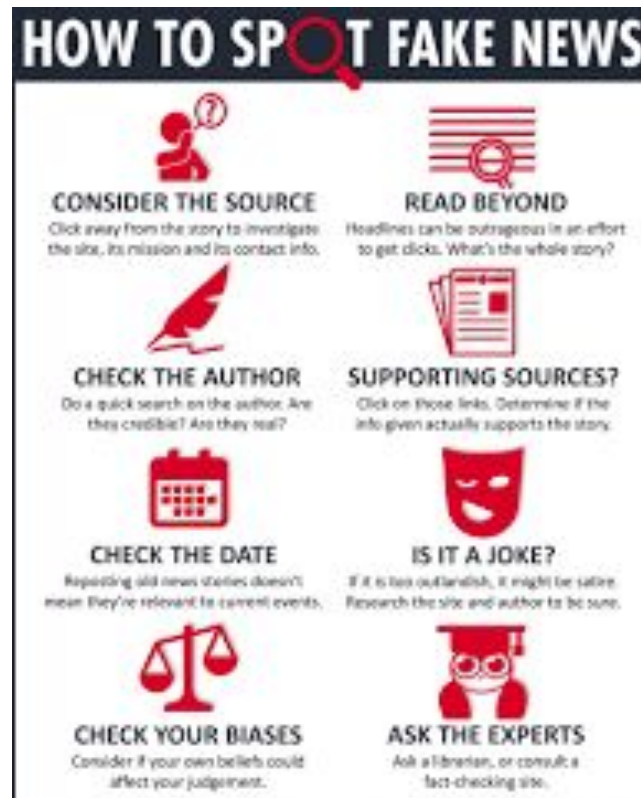 HOW TO SPOT FAKE NEWS
?
CONSIDER THE SOURCE
Click away from the story to investigate
the site, its mission and its contact info.
READ BEYOND
Headlines can be outrageous in an effort
to get clicks. What's the whole story?
CHECK THE AUTHOR
Do a quick search on the author. Are
they credible? Are they real?
SUPPORTING SOURCES?
Click on those links. Determine if the
info given actually supports the story.
CHECK THE DATE
Reposting old news stories doesn't
mean they're relevant to current events.
IS IT A JOKE?
If it is too outlandish, it might be satire.
Research the site and author to be sure.
CHECK YOUR BIASES
Consider if your own beliefs could
affect your judgement.
ASK THE EXPERTS
Ask a librarian, or consult a
fact-checking site.